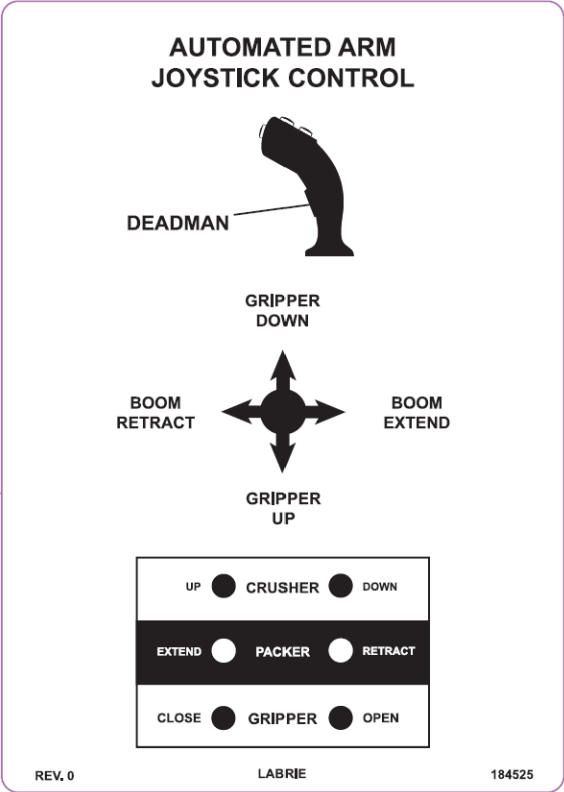 AUTOMATED ARM
JOYSTICK CONTROL
DEADMAN
GRIPPER
DOWN
BOOM
RETRACT
BOOM
EXTEND
GRIPPER
UP
UP CRUSHER DOWN
EXTEND PACKER RETRACT
CLOSE GRIPPER OPEN
REV. 0 LABRIE 184525